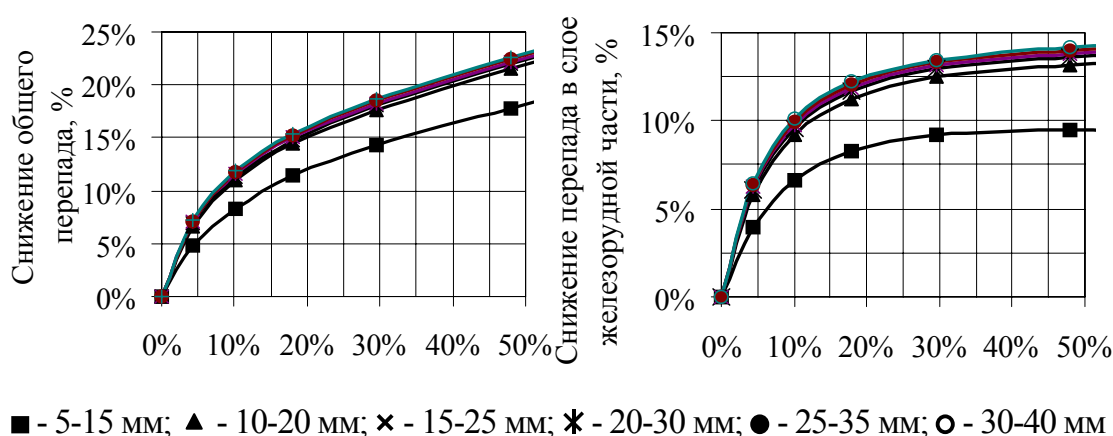 Снижение общего
перепада, %
25%
20%
15%
10%
5%
0%
0% 10% 20% 30% 40% 50%
Снижение перепада в слое
железорудной части, %
15%
10%
5%
0%
0% 10% 20% 30% 40% 50%
- 5-15 мм; - 10-20 мм; - 15-25 мм; - 20-30 мм; - 25-35 мм; - 30-40 мм